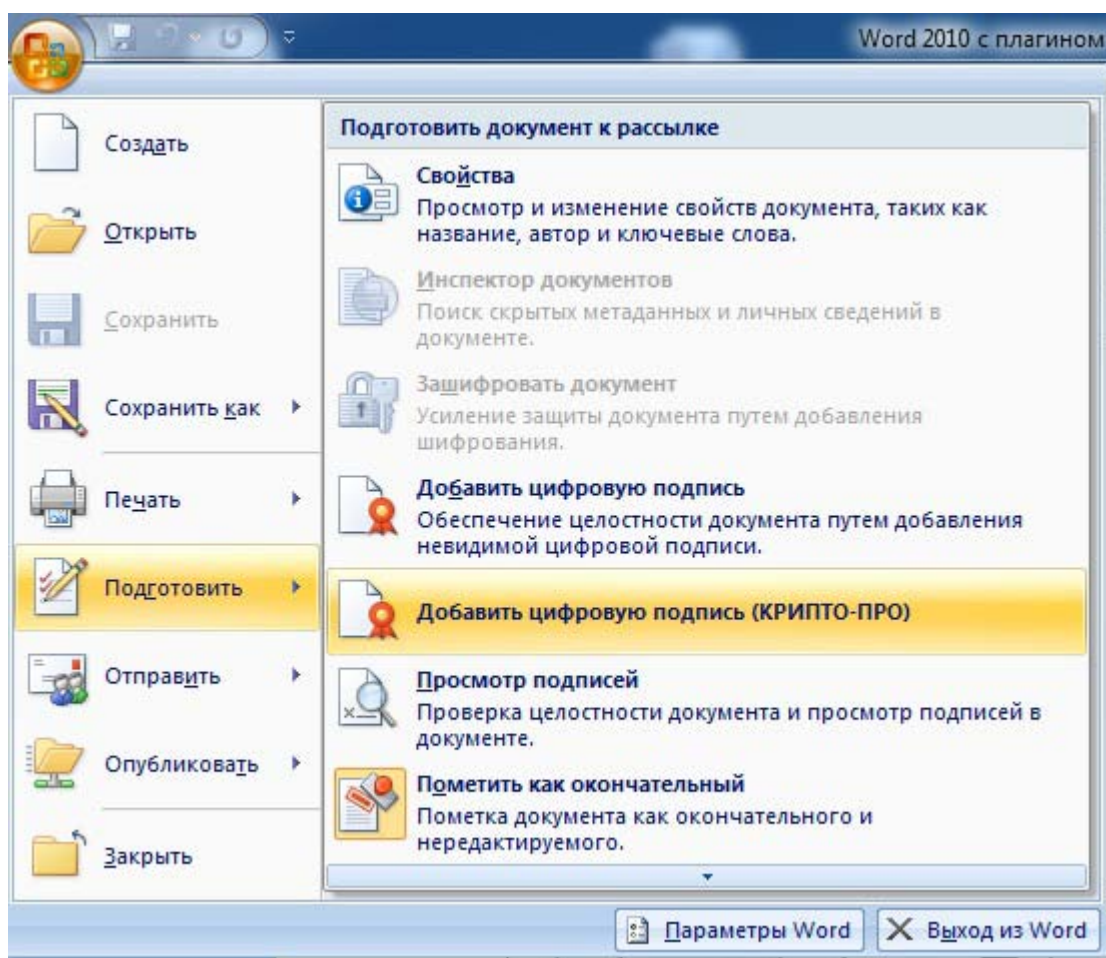 Word 2010 с плагином
Создать
Открыть
Сохранить
Сохранить как
Печать
Подготовить
Отправить
Опубликовать
Закрыть
Подготовить документ к рассылке
Свойства
Просмотр и изменение свойств документа, таких как
название, автор и ключевые слова.
Инспектор документов
Поиск скрытых метаданных и личных сведений в
документе.
Зашифровать документ
Усиление защиты документа путем добавления
шифрования.
Добавить цифровую подпись
Обеспечение целостности документа путем добавления
невидимой цифровой подписи.
Добавить цифровую подпись (КРИПТО-ПРО)
Просмотр подписей
Проверка целостности документа и просмотр подписей в
документе.
Пометить как окончательный
Пометка документа как окончательного и
нередактируемого.
Параметры Word
Выход из Word